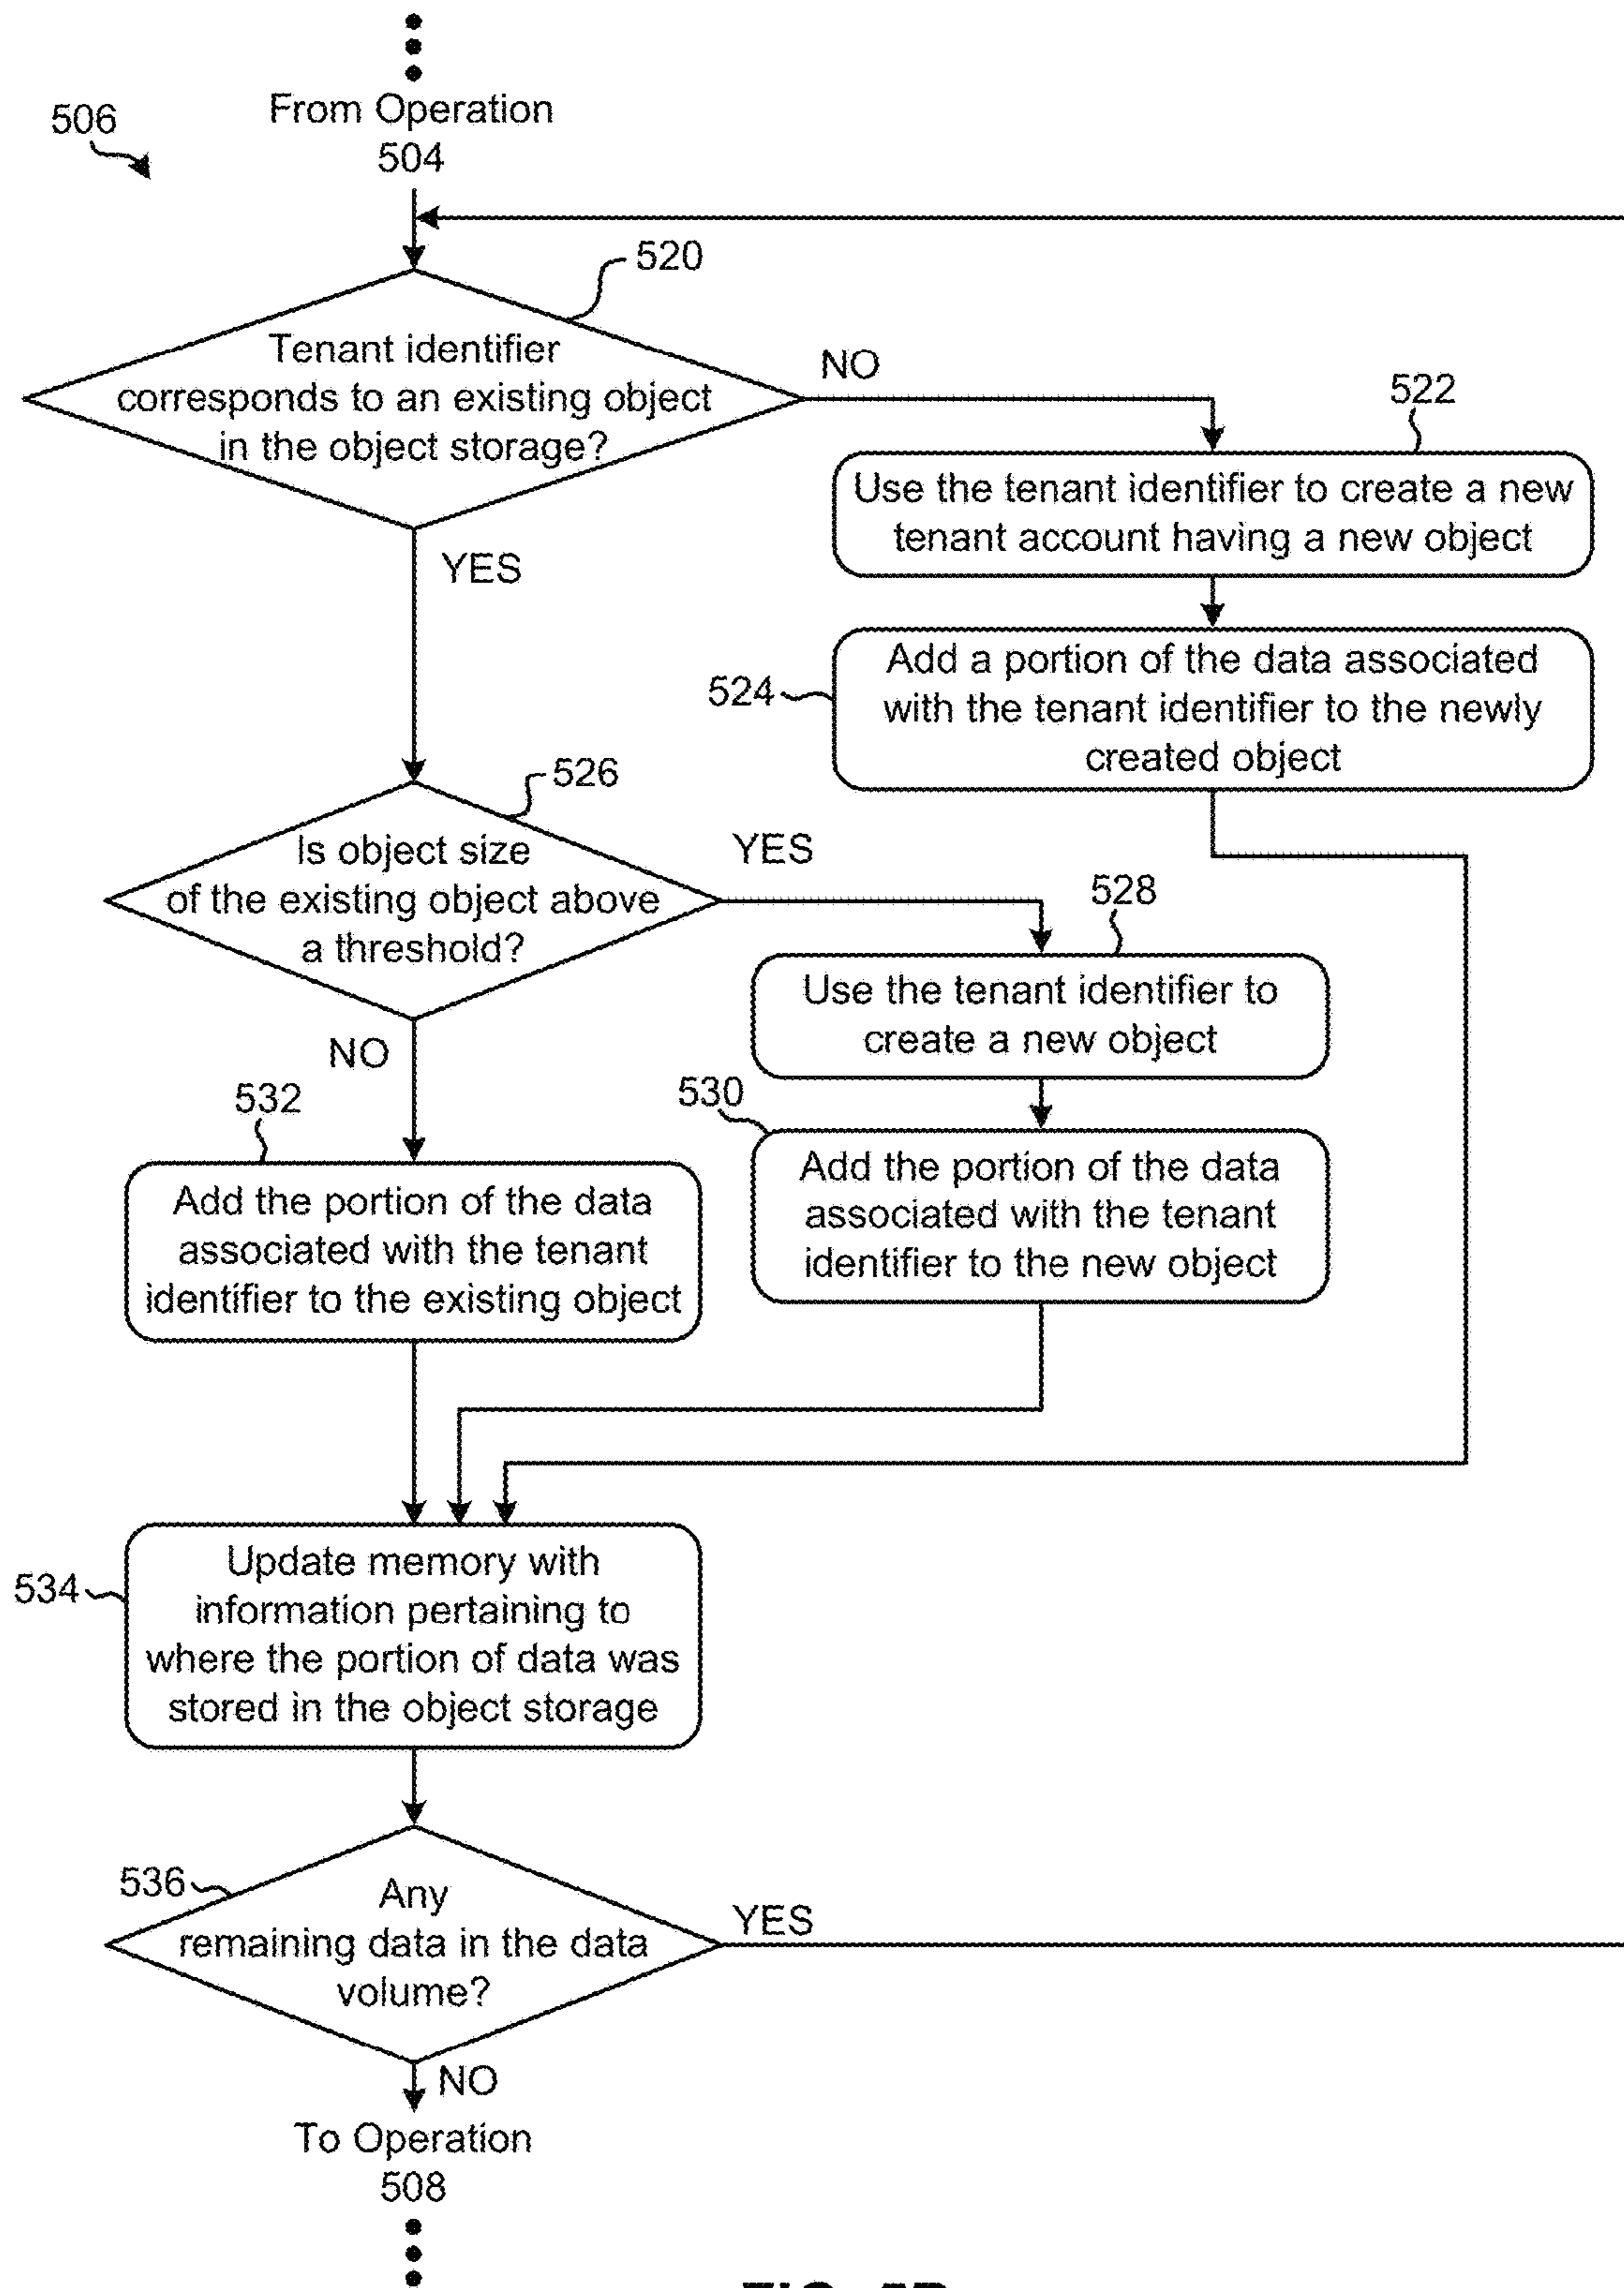 From Operation
504
506
520
Tenant identifier
corresponds to an existing object
in the object storage?
NO
YES
522
Use the tenant identifier to create a new
tenant account having a new object
524
Add a portion of the data associated
with the tenant identifier to the newly
created object
526
Is object size
of the existing object above
a threshold?
YES
NO
528
Use the tenant identifier to
create a new object
530
Add the portion of the data
associated with the tenant
identifier to the new object
532
Add the portion of the data
associated with the tenant
identifier to the existing object
534
Update memory with
information pertaining to
where the portion of data was
stored in the object storage
536
Any
remaining data in the data
volume?
YES
NO
To Operation
508